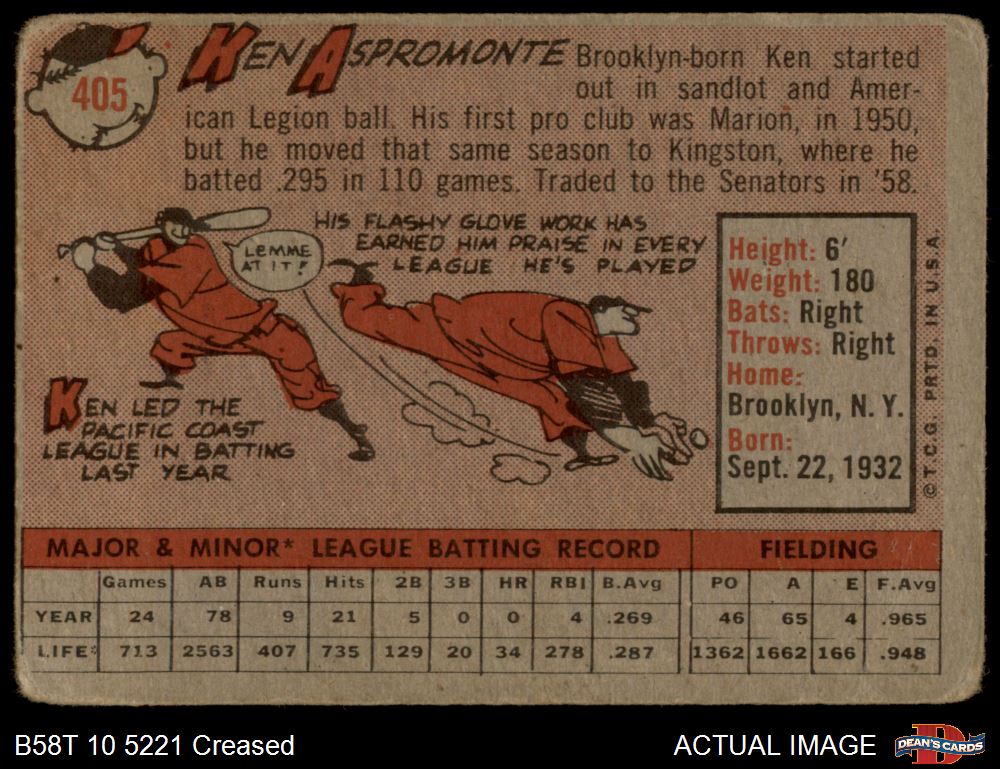 405
KEN ASPROMONTE
Brooklyn-born Ken started
out in sandlot and Amer-
ican Legion ball. His first pro club was Marion, in 1950,
but he moved that same season to Kingston, where he
batted .295 in 110 games. Traded to the Senators in '58.
LEMME
AT IT!
HIS FLASHY GLOVE WORK HAS
EARNED HIM PRAISE IN EVERY
LEAGUE HE'S PLAYED
KEN LED THE
PACIFIC COAST
LEAGUE IN BATTING
LAST YEAR
Height: 6'
Weight: 180
Bats: Right
Throws: Right
Home:
Brooklyn, N. Y.
Born:
Sept. 22, 1932
© T.C.G. PRTD. IN U.S.A.
MAJOR & MINOR* LEAGUE BATTING RECORD FIELDING
Games AB Runs Hits 2B 3B HR RBI B.Avg PO A E F.Avg
YEAR 24 78 9 21 5 0 0 4 .269 46 65 4 .965
LIFE* 713 2563 407 735 129 20 34 278 .287 1362 1662 166 .948
B58T 10 5221 Creased
ACTUAL IMAGE
D
DEAN'S CARDS